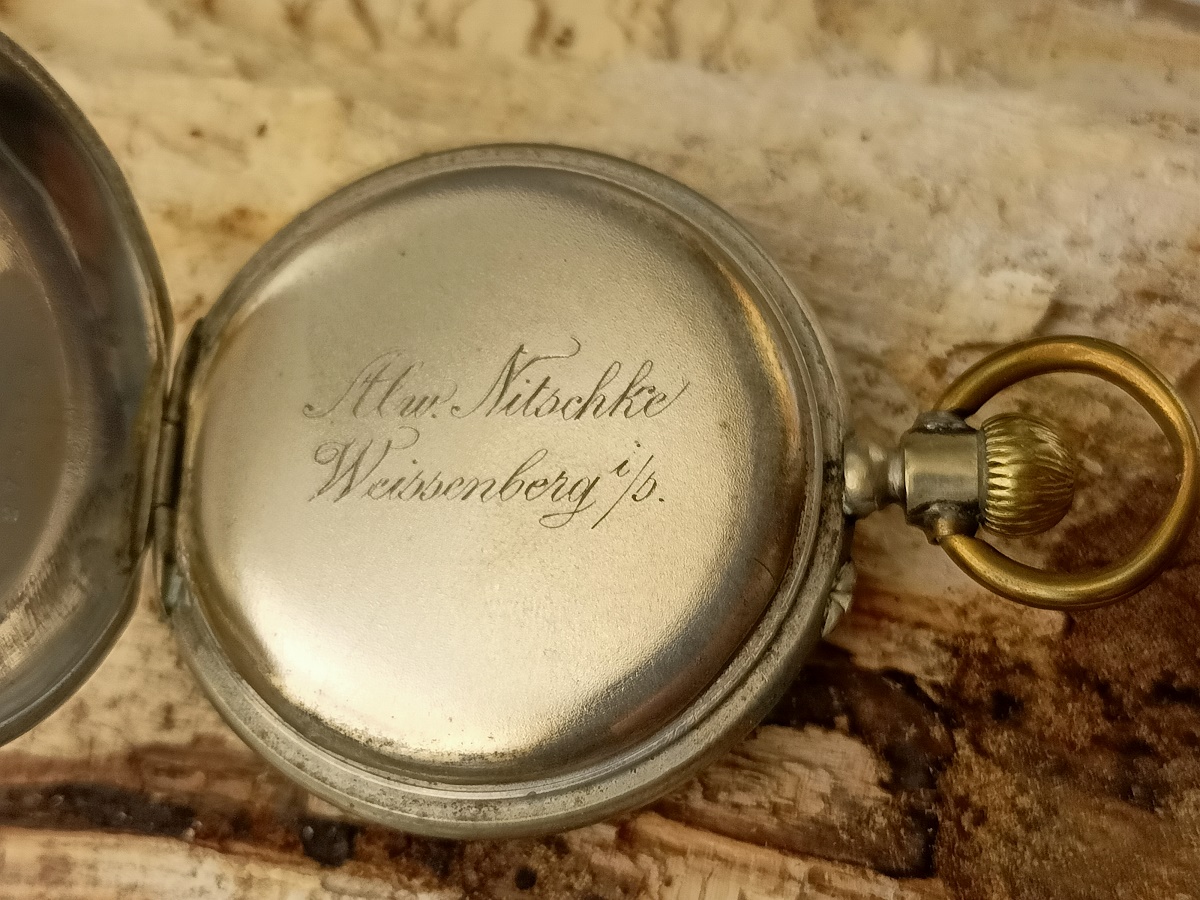 Alw. Nitschke
Weissenberg i/s.